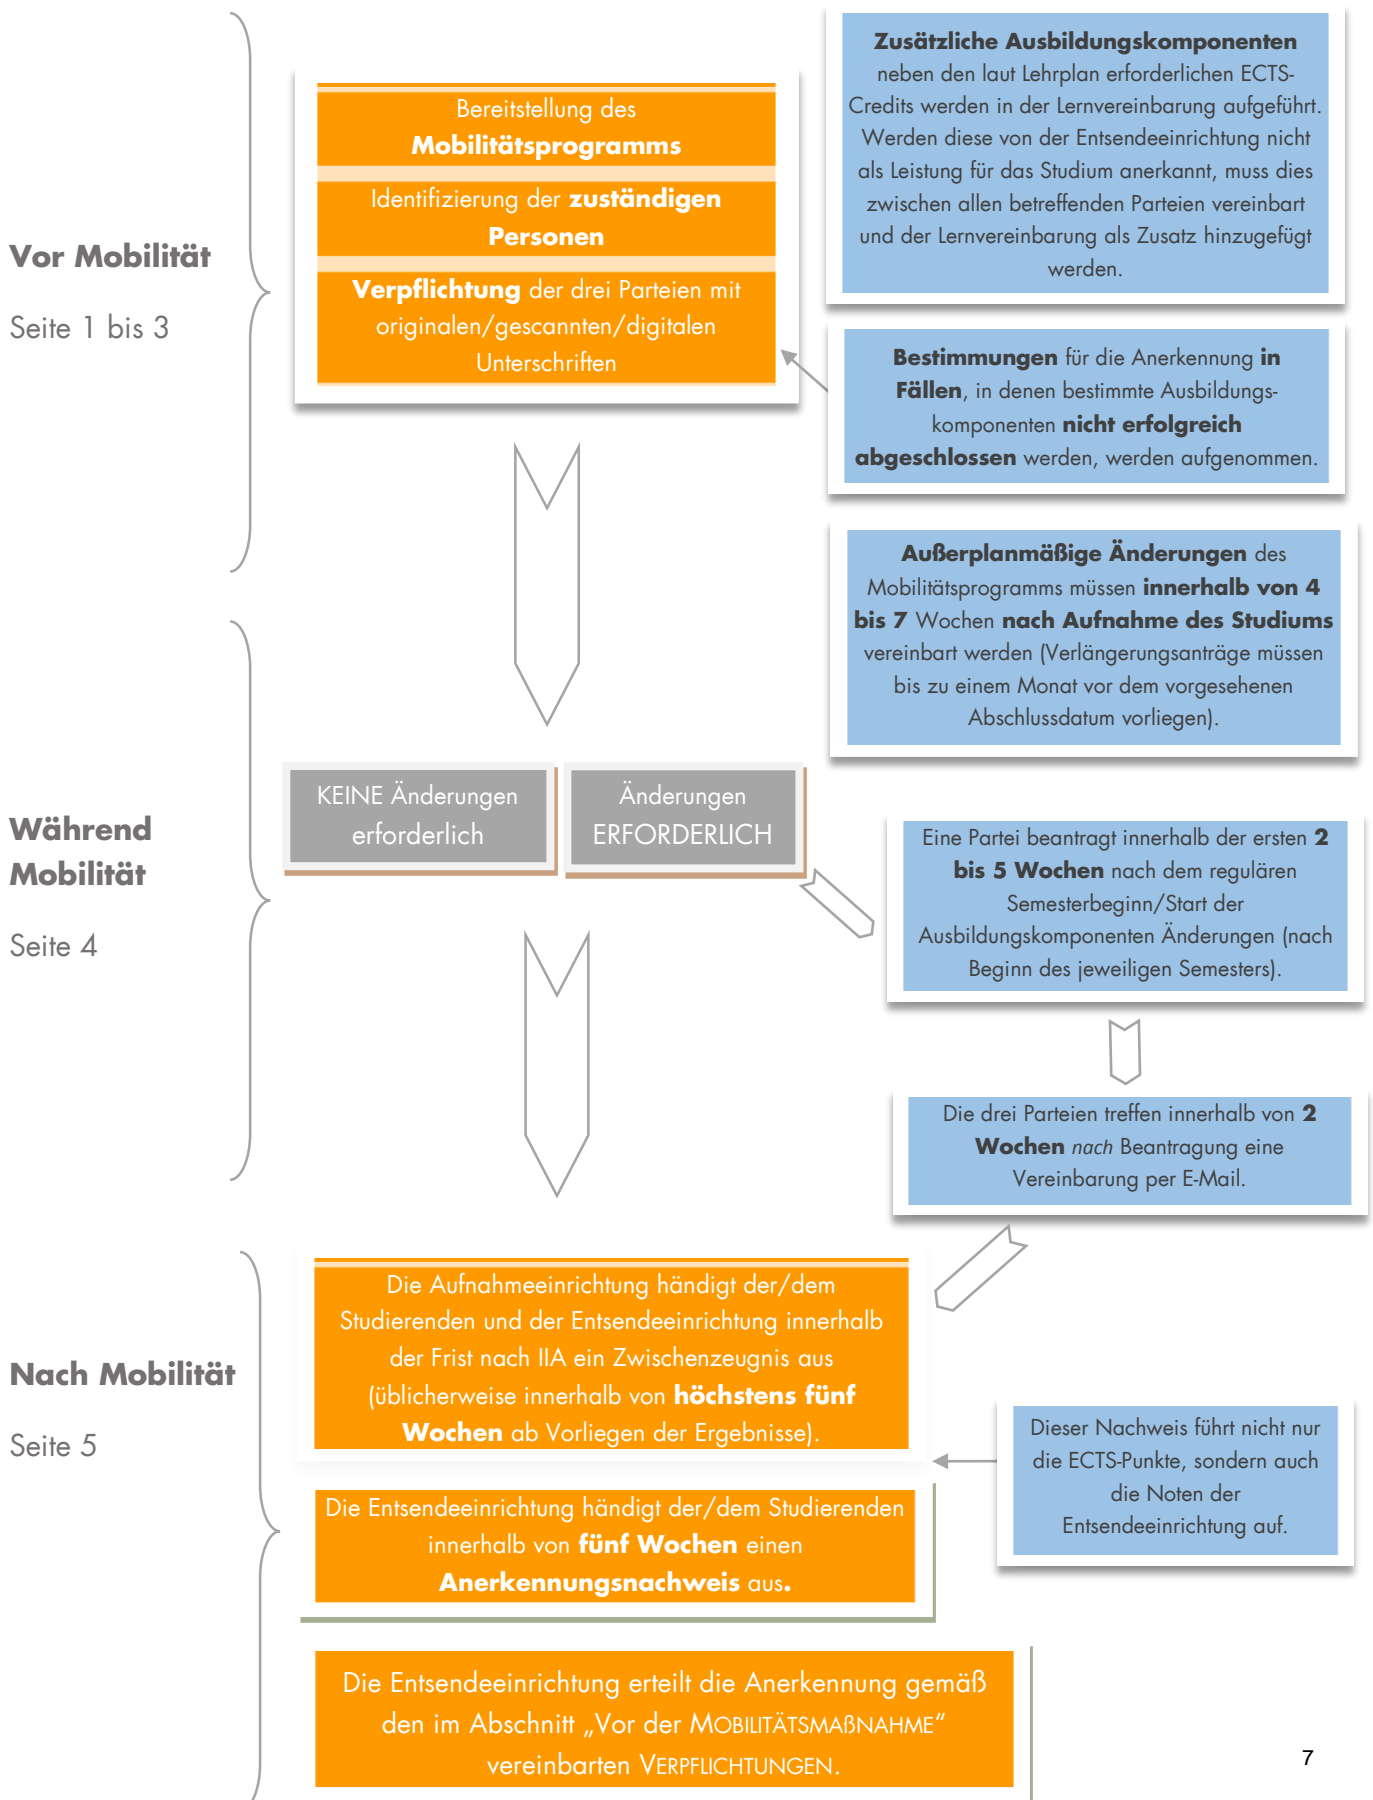 Vor Mobilität
Seite 1 bis 3
Bereitstellung des
Mobilitätsprogramms
Identifizierung der zuständigen
Personen
Verpflichtung der drei Parteien mit
originalen/gescannten/digitalen
Unterschriften
Zusätzliche Ausbildungskomponenten
neben den laut Lehrplan erforderlichen ECTS-
Credits werden in der Lernvereinbarung aufgeführt.
Werden diese von der Entsendeeinrichtung nicht
als Leistung für das Studium anerkannt, muss dies
zwischen allen betreffenden Parteien vereinbart
und der Lernvereinbarung als Zusatz hinzugefügt
werden.
Bestimmungen für die Anerkennung in
Fällen, in denen bestimmte Ausbildungs-
komponenten nicht erfolgreich
abgeschlossen werden, werden aufgenommen.
Außerplanmäßige Änderungen des
Mobilitätsprogramms müssen innerhalb von 4
bis 7 Wochen nach Aufnahme des Studiums
vereinbart werden (Verlängerungsanträge müssen
bis zu einem Monat vor dem vorgesehenen
Abschlussdatum vorliegen).
Während
Mobilität
Seite 4
KEINE Änderungen
erforderlich
Änderungen
ERFORDERLICH
Eine Partei beantragt innerhalb der ersten 2
bis 5 Wochen nach dem regulären
Semesterbeginn/Start der
Ausbildungskomponenten Änderungen (nach
Beginn des jeweiligen Semesters).
Die drei Parteien treffen innerhalb von 2
Wochen nach Beantragung eine
Vereinbarung per E-Mail.
Nach Mobilität
Seite 5
Die Aufnahmeeinrichtung händigt der/dem
Studierenden und der Entsendeeinrichtung innerhalb
der Frist nach IIA ein Zwischenzeugnis aus
(üblicherweise innerhalb von höchstens fünf
Wochen ab Vorliegen der Ergebnisse).
Dieser Nachweis führt nicht nur
die ECTS-Punkte, sondern auch
die Noten der
Entsendeeinrichtung auf.
Die Entsendeeinrichtung händigt der/dem Studierenden
innerhalb von fünf Wochen einen
Anerkennungsnachweis aus.
Die Entsendeeinrichtung erteilt die Anerkennung gemäß
den im Abschnitt „Vor der MOBILITÄTSMAßNAHME“
vereinbarten VERPFLICHTUNGEN.
7